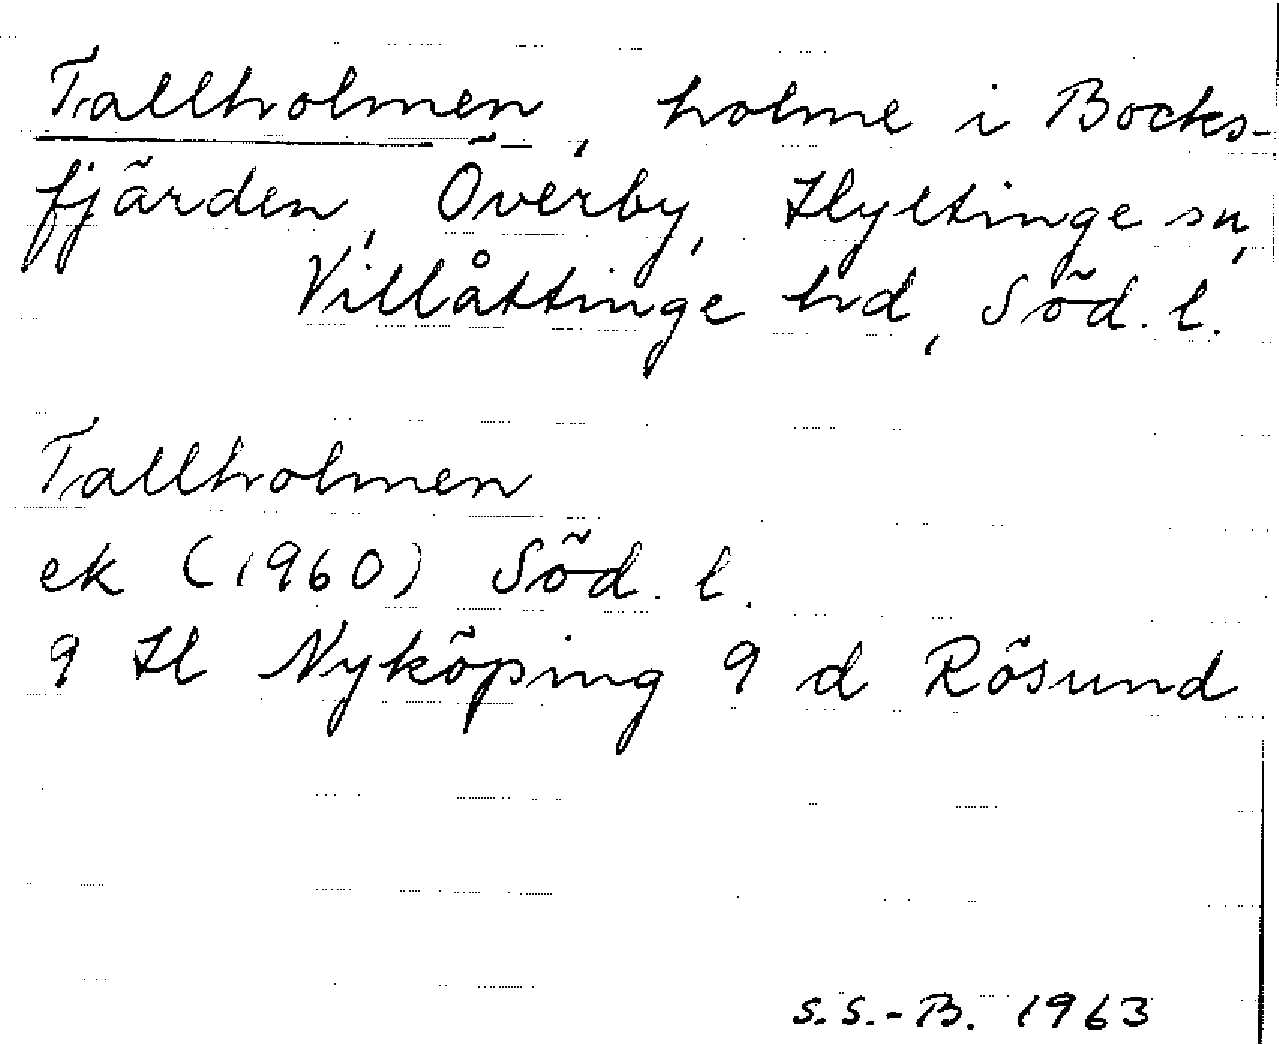 Tallholmen, holme i Bocks-
fjärden, Överby, Hyltinge sn,
Villåttinge hd, Söd. l.
Tallholmen
ek (1960) Söd. l.
9 H Nyköping 9 d Rösund
S.S.-B. 1963